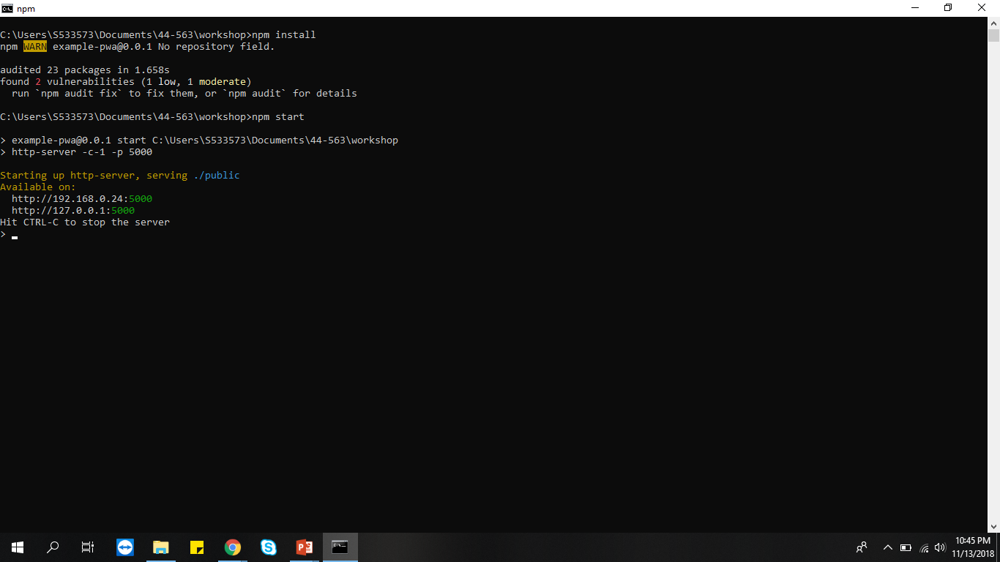 npm
C:\Users\S533573\Documents\44-563\workshop>npm install
npm WARN example-pwa@0.0.1 No repository field.
audited 23 packages in 1.658s
found 2 vulnerabilities (1 low, 1 moderate)
  run `npm audit fix` to fix them, or `npm audit` for details
C:\Users\S533573\Documents\44-563\workshop>npm start
> example-pwa@0.0.1 start C:\Users\S533573\Documents\44-563\workshop
> http-server -c-1 -p 5000
Starting up http-server, serving ./public
Available on:
  http://192.168.0.24:5000
  http://127.0.0.1:5000
Hit CTRL-C to stop the server
>
10:45 PM
11/13/2018